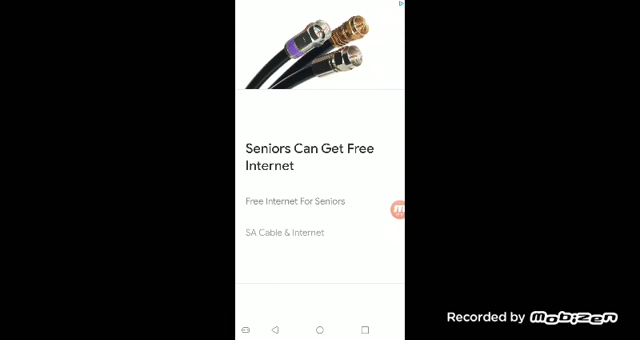 Seniors Can Get Free
Internet
Free Internet For Seniors
SA Cable & Internet
Recorded by Mobizen